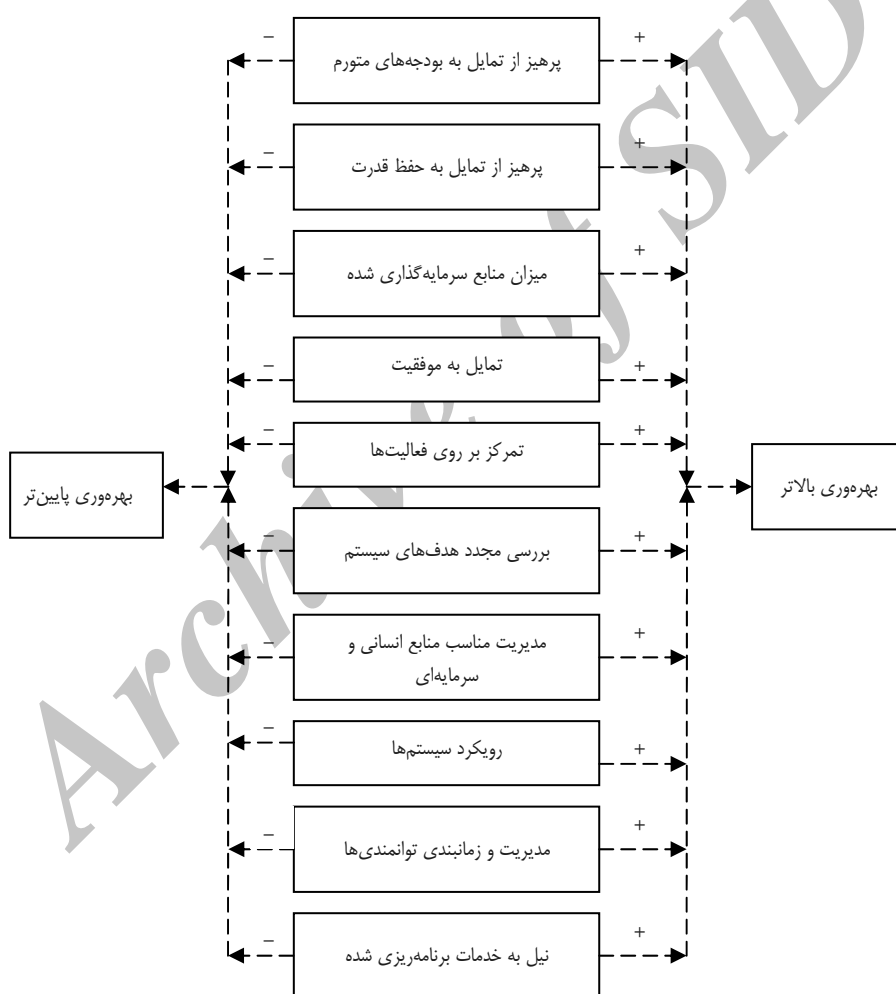 پرهیز از تمایل به بودجه‌های متورم
پرهیز از تمایل به حفظ قدرت
میزان منابع سرمایه‌گذاری شده
تمایل به موفقیت
تمرکز بر روی فعالیت‌ها
بهره‌وری بالاتر
بهره‌وری پایین‌تر
بررسی مجدد هدف‌های سیستم
مدیریت مناسب منابع انسانی و
سرمایه‌ای
رویکرد سیستم‌ها
مدیریت و زمانبندی توانمندی‌ها
نیل به خدمات برنامه‌ریزی شده
+ −
+ −
+ −
+ −
+ −
+ −
+ −
+ −
+ −
+ −
Archive of SID